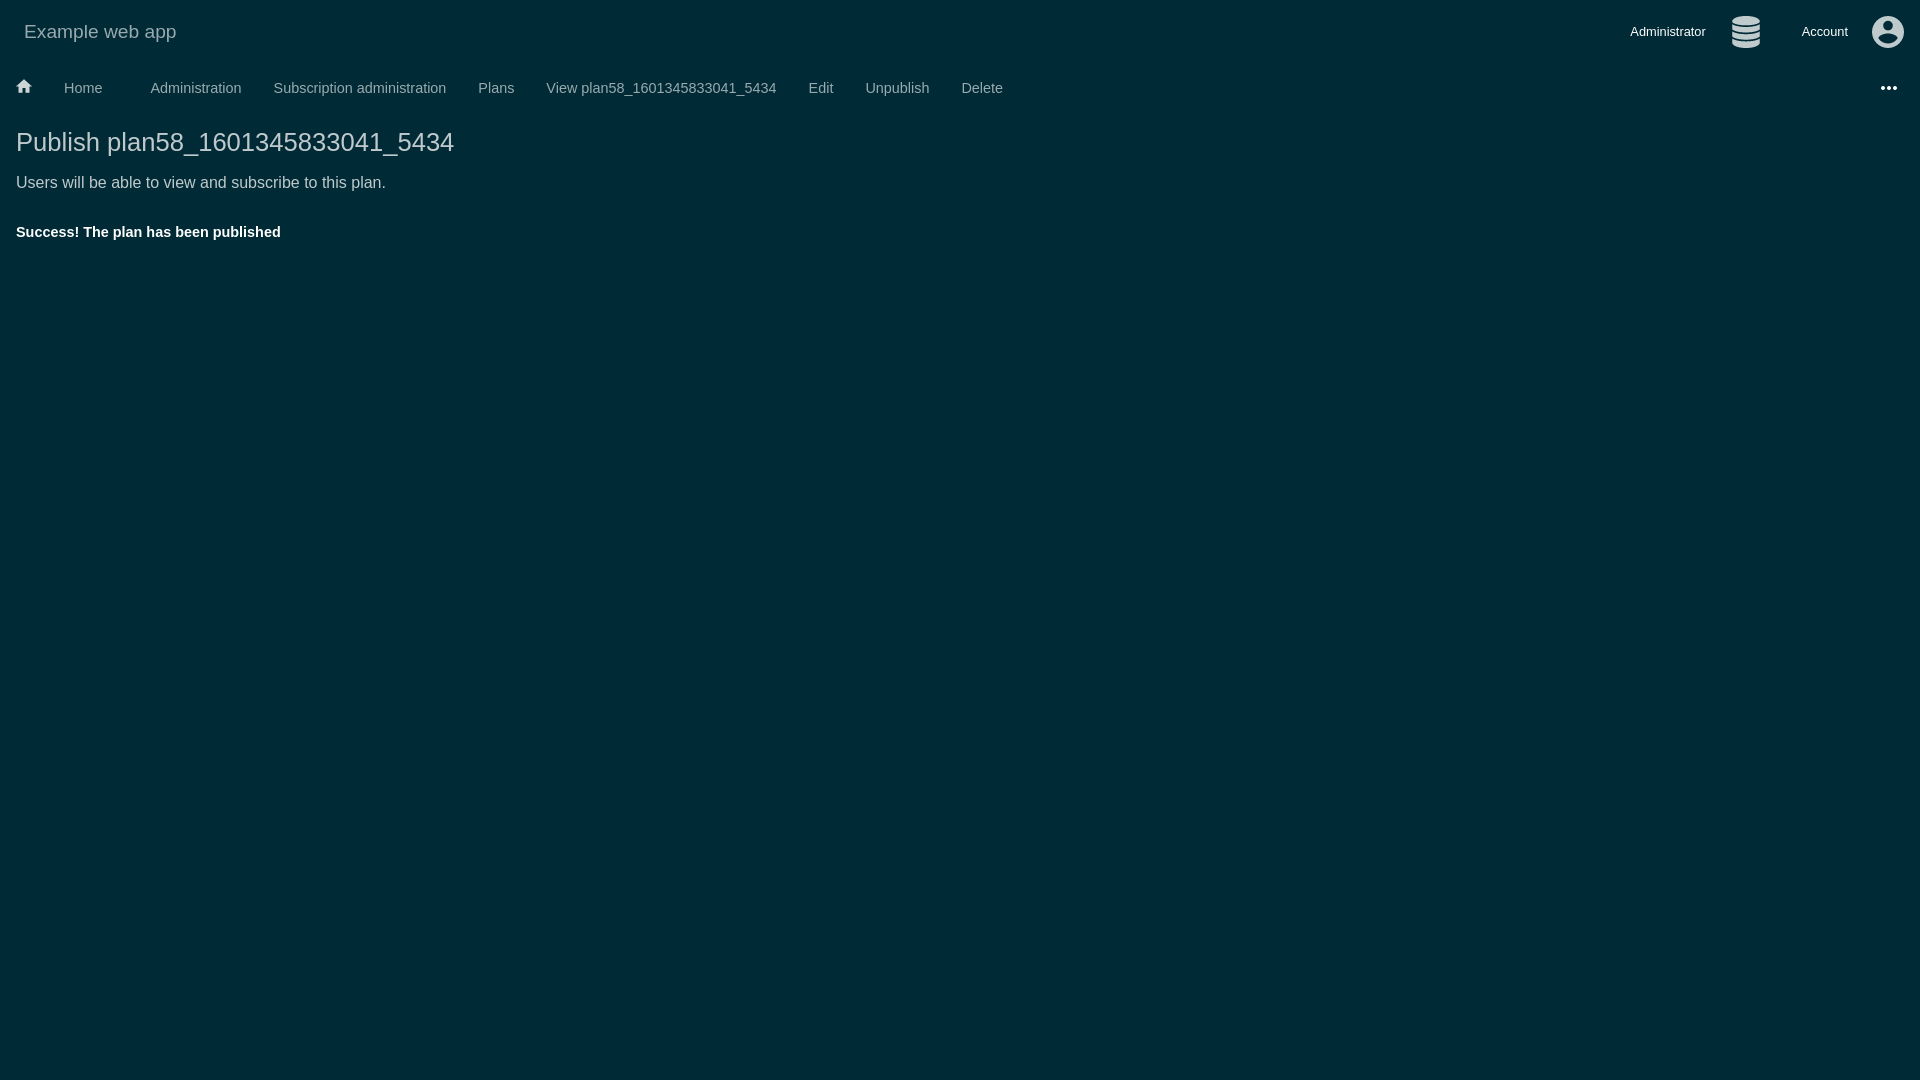 Example web app
Administrator
Account
Home
Administration
Subscription administration
Plans
View plan58_1601345833041_5434
Edit
Unpublish
Delete
Publish plan58_1601345833041_5434
Users will be able to view and subscribe to this plan.
Success! The plan has been published